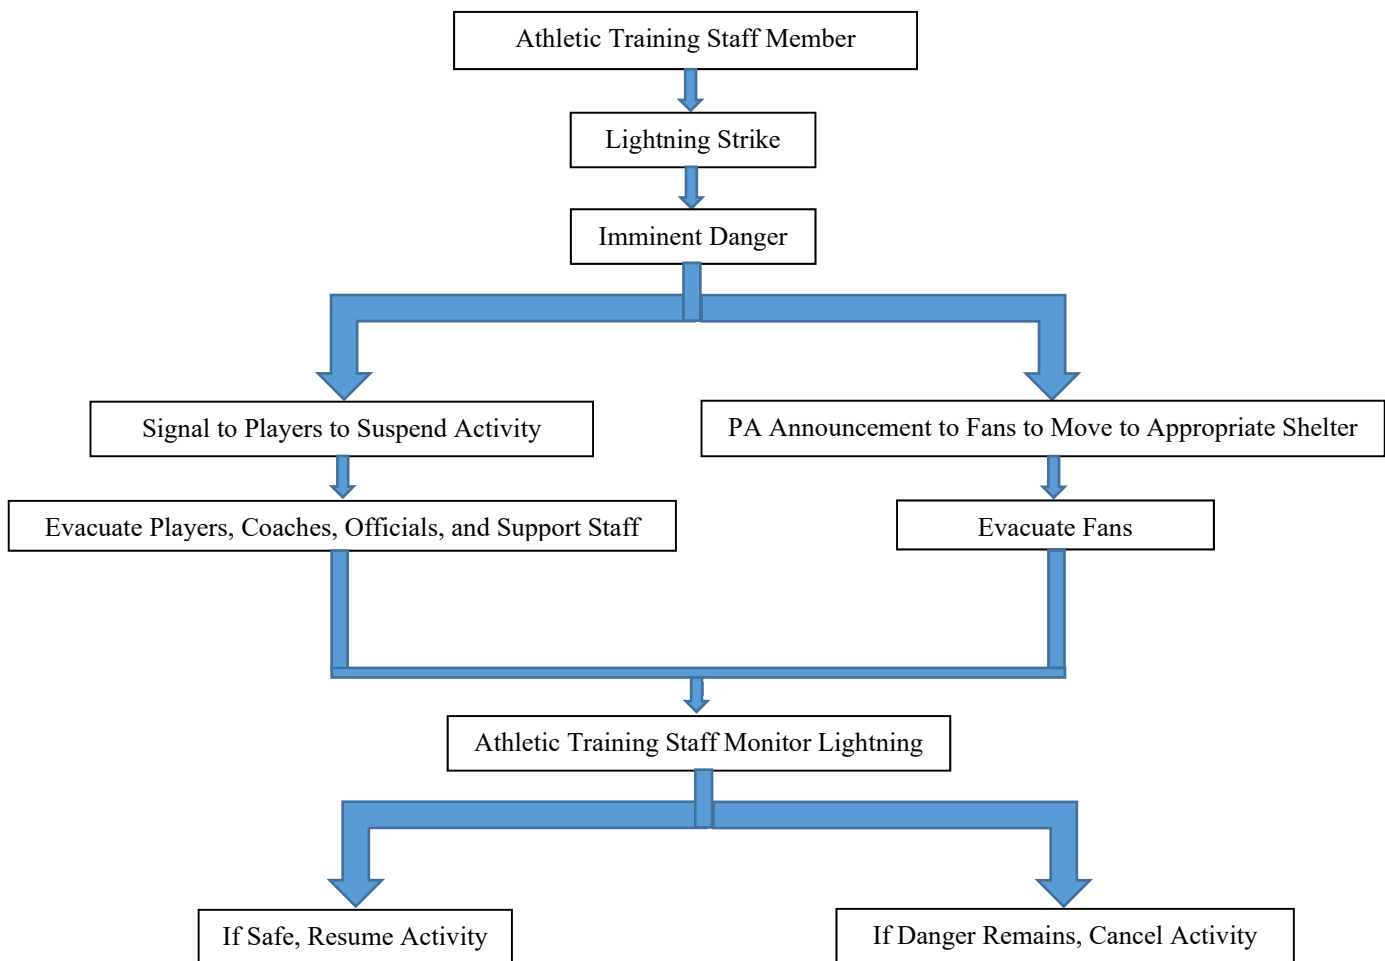 Athletic Training Staff Member
Lightning Strike
Imminent Danger
Signal to Players to Suspend Activity
PA Announcement to Fans to Move to Appropriate Shelter
Evacuate Players, Coaches, Officials, and Support Staff
Evacuate Fans
Athletic Training Staff Monitor Lightning
If Safe, Resume Activity
If Danger Remains, Cancel Activity